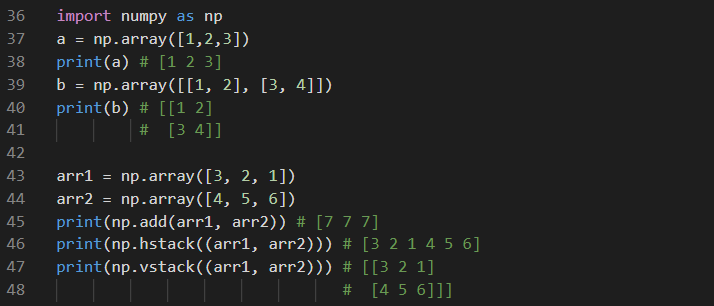 36 import numpy as np
37 a = np.array([1,2,3])
38 print(a) # [1 2 3]
39 b = np.array([[1, 2], [3, 4]])
40 print(b) # [[1 2]
41         #  [3 4]]
42
43 arr1 = np.array([3, 2, 1])
44 arr2 = np.array([4, 5, 6])
45 print(np.add(arr1, arr2)) # [7 7 7]
46 print(np.hstack((arr1, arr2))) # [3 2 1 4 5 6]
47 print(np.vstack((arr1, arr2))) # [[3 2 1]
48                               #  [4 5 6]]]